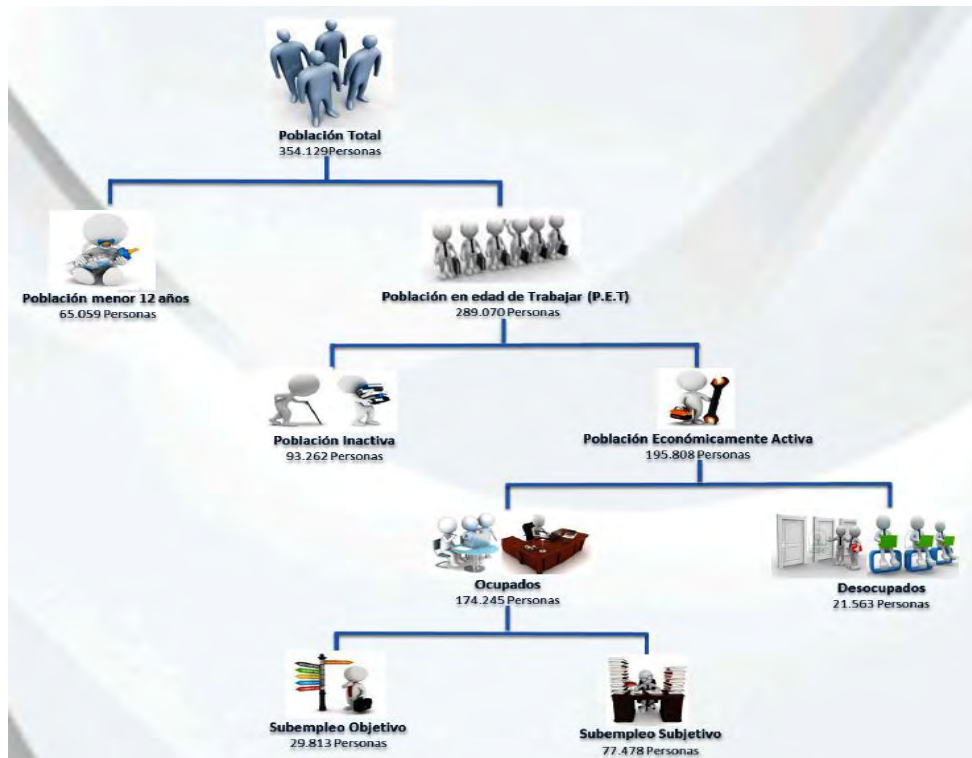 Población Total
354.129Personas
Población menor 12 años
65.059 Personas
Población en edad de Trabajar (P.E.T)
289.070 Personas
Población Inactiva
93.262 Personas
Población Económicamente Activa
195.808 Personas
Ocupados
174.245 Personas
Desocupados
21.563 Personas
Subempleo Objetivo
29.813 Personas
Subempleo Subjetivo
77.478 Personas